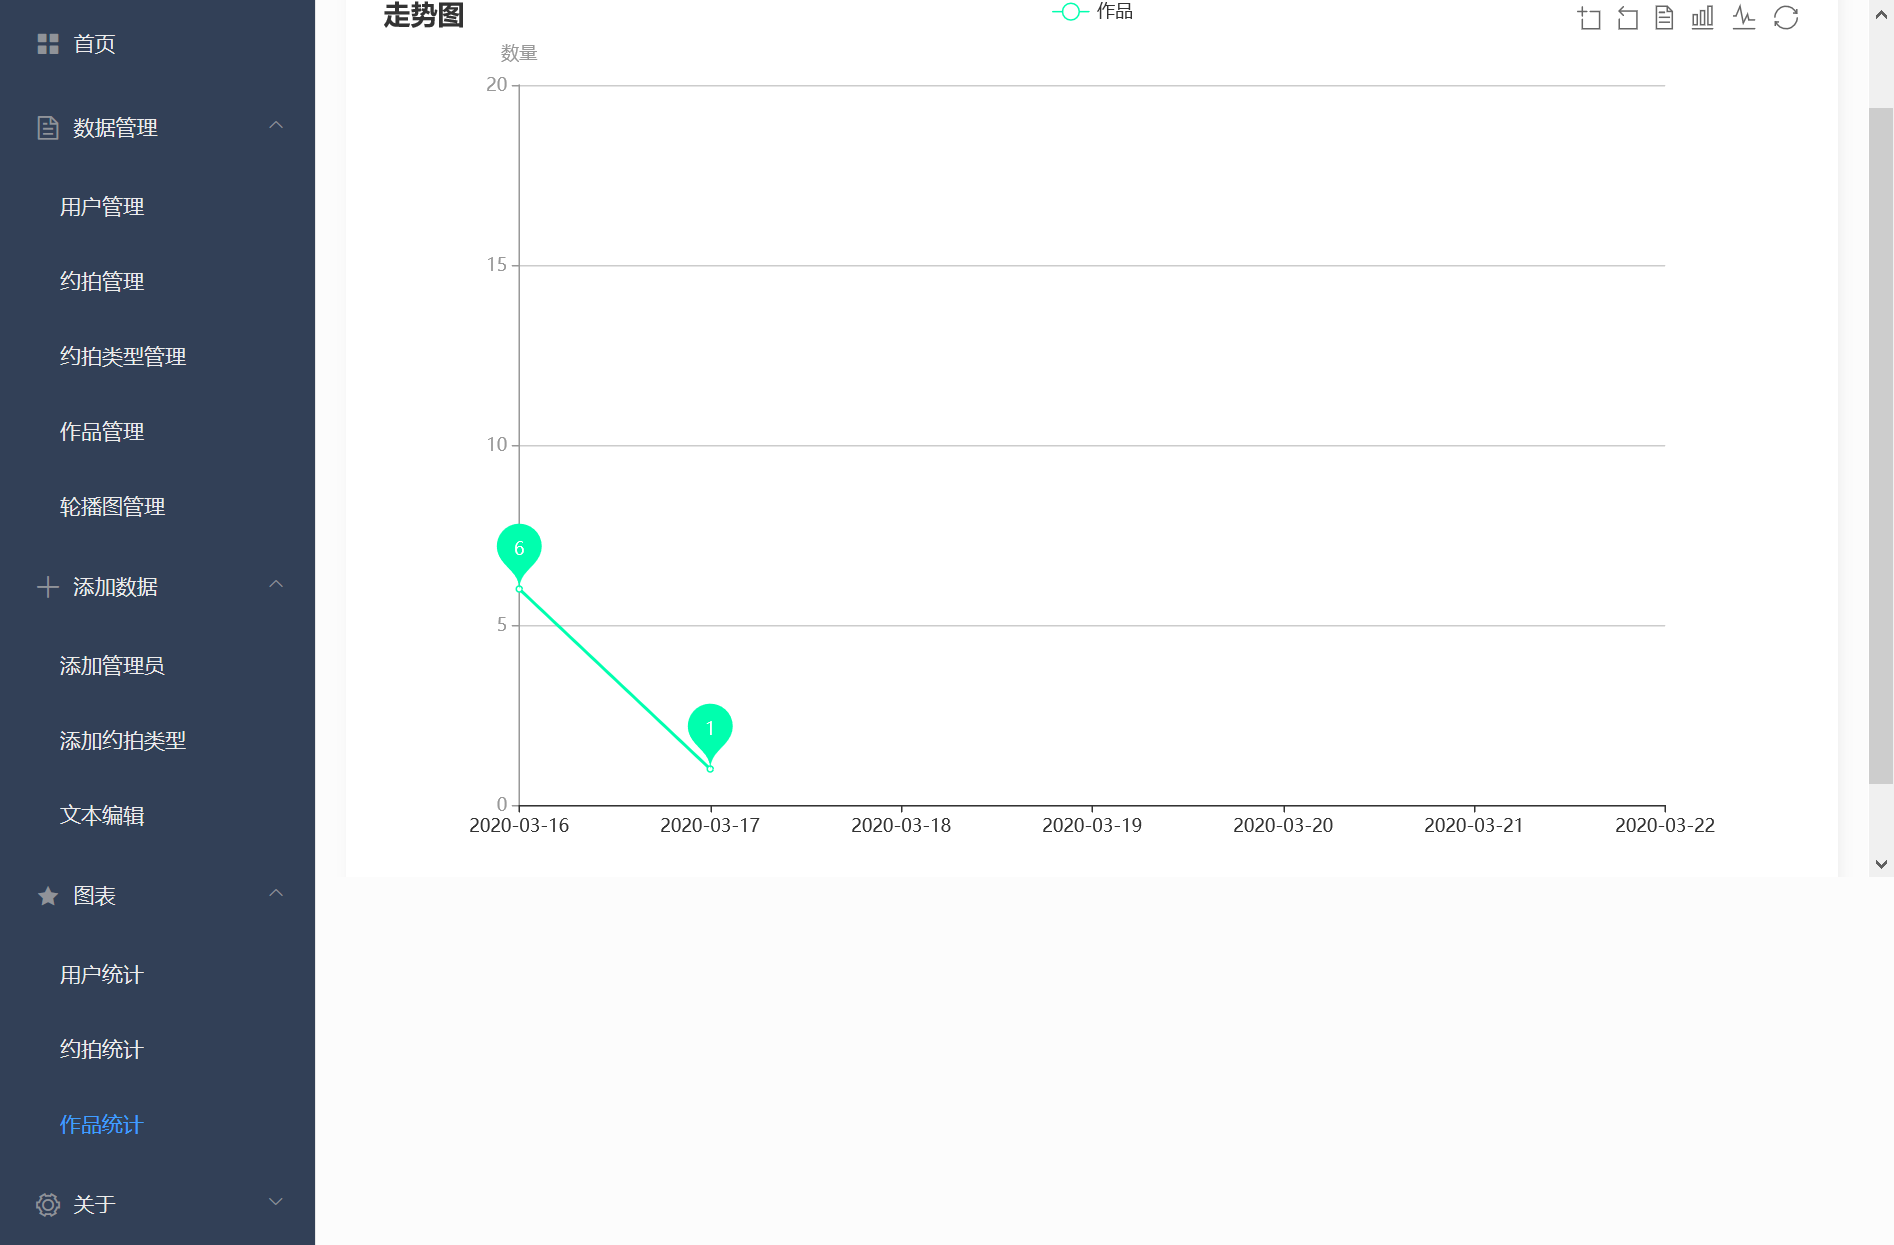 首页
数据管理
用户管理
约拍管理
约拍类型管理
作品管理
轮播图管理
添加数据
添加管理员
添加约拍类型
文本编辑
图表
用户统计
约拍统计
作品统计
关于
走势图
作品
数量
20
15
10
5
0
6
1
2020-03-16
2020-03-17
2020-03-18
2020-03-19
2020-03-20
2020-03-21
2020-03-22